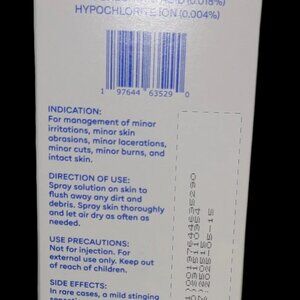 ACID (0.018%)
HYPOCHLORITE ION (0.004%)
1 97644 63529 0
INDICATION:
For management of minor
irritations, minor skin
abrasions, minor lacerations,
minor cuts, minor burns, and
intact skin.
DIRECTION OF USE:
Spray solution on skin to
flush away any dirt and
debris. Spray skin thoroughly
and let air dry as often as
needed.
USE PRECAUTIONS:
Not for injection. For
external use only. Keep out
of reach of children.
SIDE EFFECTS:
In rare cases, a mild stinging